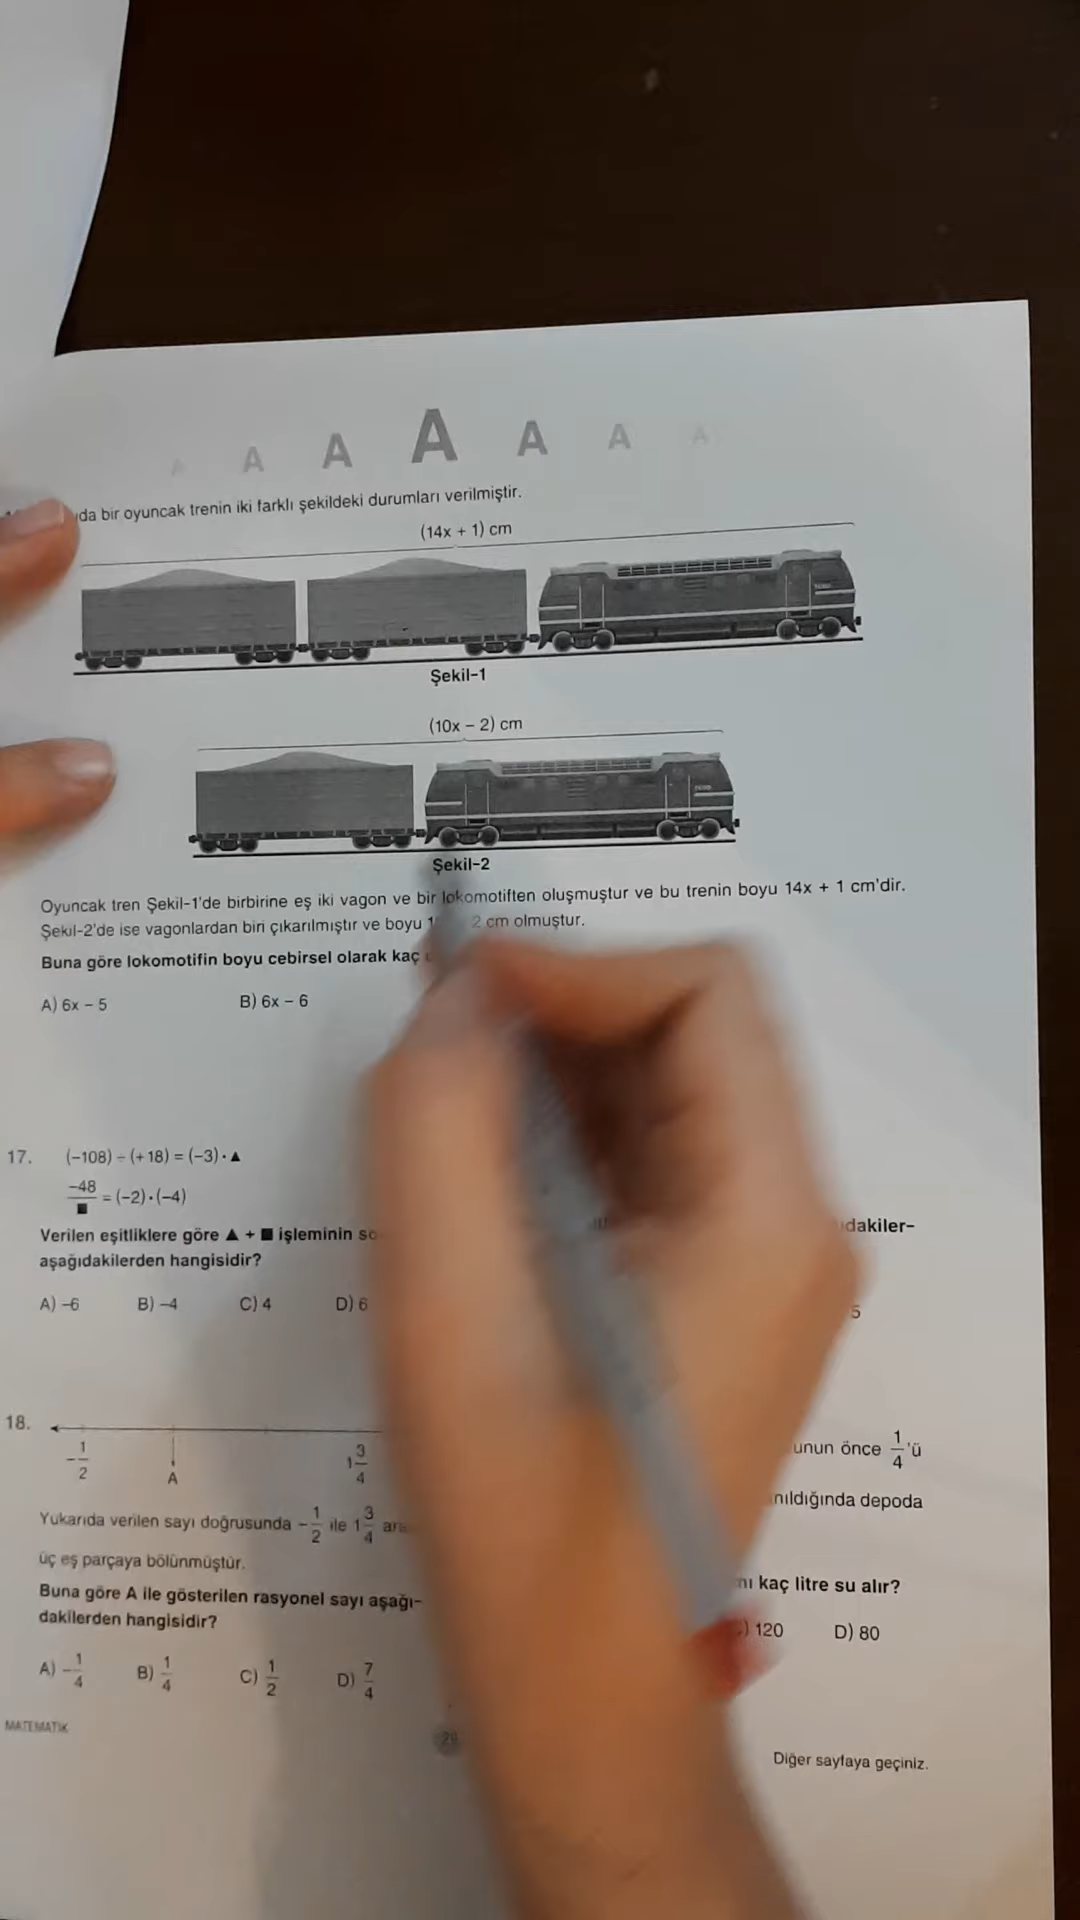 A A A A A A A
da bir oyuncak trenin iki farklı şekildeki durumları verilmiştir.
(14x + 1) cm
Şekil-1
(10x – 2) cm
Şekil-2
Oyuncak tren Şekil-1'de birbirine eş iki vagon ve bir lokomotiften oluşmuştur ve bu trenin boyu 14x + 1 cm'dir.
Şekil-2'de ise vagonlardan biri çıkarılmıştır ve boyu 2 cm olmuştur.
Buna göre lokomotifin boyu cebirsel olarak kaç
A) 6x – 5 B) 6x – 6
17. (–108) ÷ (+18) = (–3)·▲
–48/■ = (–2)·(–4)
Verilen eşitliklere göre ▲ + ■ işleminin
aşağıdakilerden hangisidir?
A) –6 B) –4 C) 4 D) 6
18.
–1/2 A 1 3/4
Yukarıda verilen sayı doğrusunda –1/2 ile 1 3/4
üç eş parçaya bölünmüştür.
Buna göre A ile gösterilen rasyonel sayı aşağı-
dakilerden hangisidir?
A) –1/4 B) 1/4 C) 1/2 D) 7/4
MATEMATİK
dakiler-
5
unun önce 1/4'ü
nıldığında depoda
nı kaç litre su alır?
120 D) 80
29
Diğer sayfaya geçiniz.